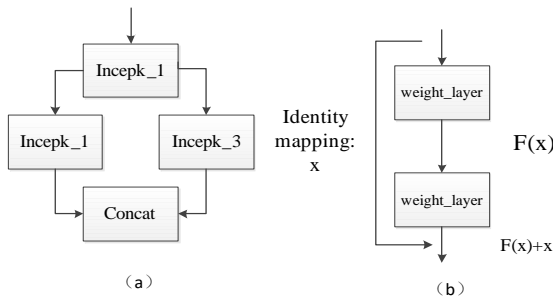 Incepk_1
Incepk_1
Incepk_3
Concat
(a)
Identity
mapping:
x
weight_layer
F(x)
weight_layer
F(x)+x
(b)